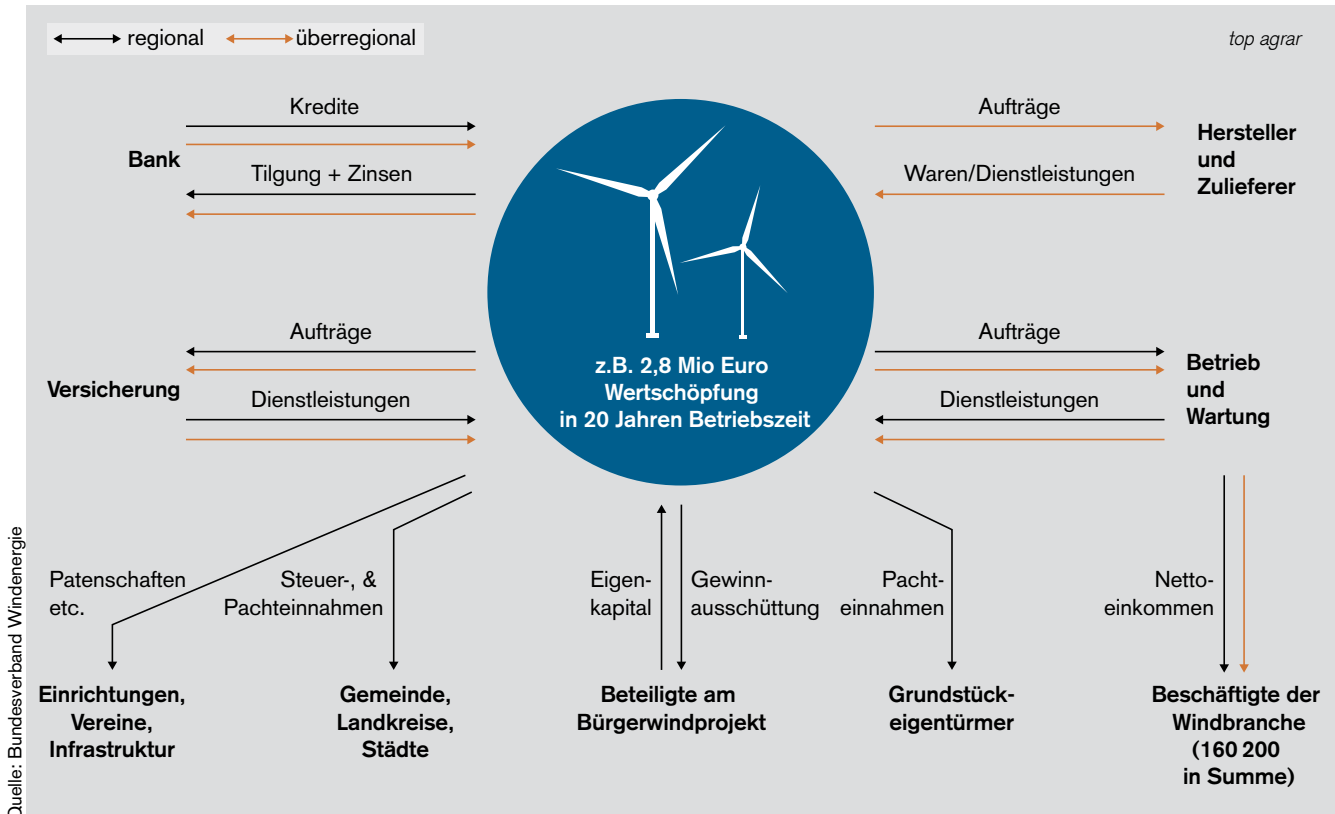 regional
überregional
top agrar
Kredite
Bank
Tilgung + Zinsen
Aufträge
Hersteller
und
Zulieferer
Waren/Dienstleistungen
Aufträge
Versicherung
Dienstleistungen
z.B. 2,8 Mio Euro
Wertschöpfung
in 20 Jahren Betriebszeit
Aufträge
Betrieb
und
Wartung
Dienstleistungen
Patenschaften
etc.
Steuer-, &
Pachteinnahmen
Eigen-
kapital
Gewinn-
ausschüttung
Pacht-
einnahmen
Netto-
einkommen
Einrichtungen,
Vereine,
Infrastruktur
Gemeinde,
Landkreise,
Städte
Beteiligte am
Bürgerwindprojekt
Grundstück-
eigentürmer
Beschäftigte der
Windbranche
(160 200
in Summe)
Quelle: Bundesverband Windenergie